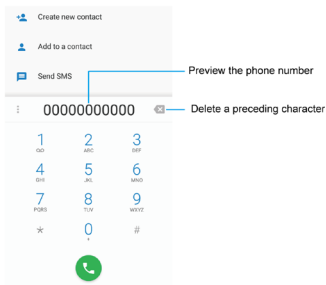 Create new contact
Add to a contact
Send SMS
Preview the phone number
00000000000
Delete a preceding character
1 2 3
ABC DEF
4 5 6
GHI JKL MNO
7 8 9
PQRS TUV WXYZ
* 0 #